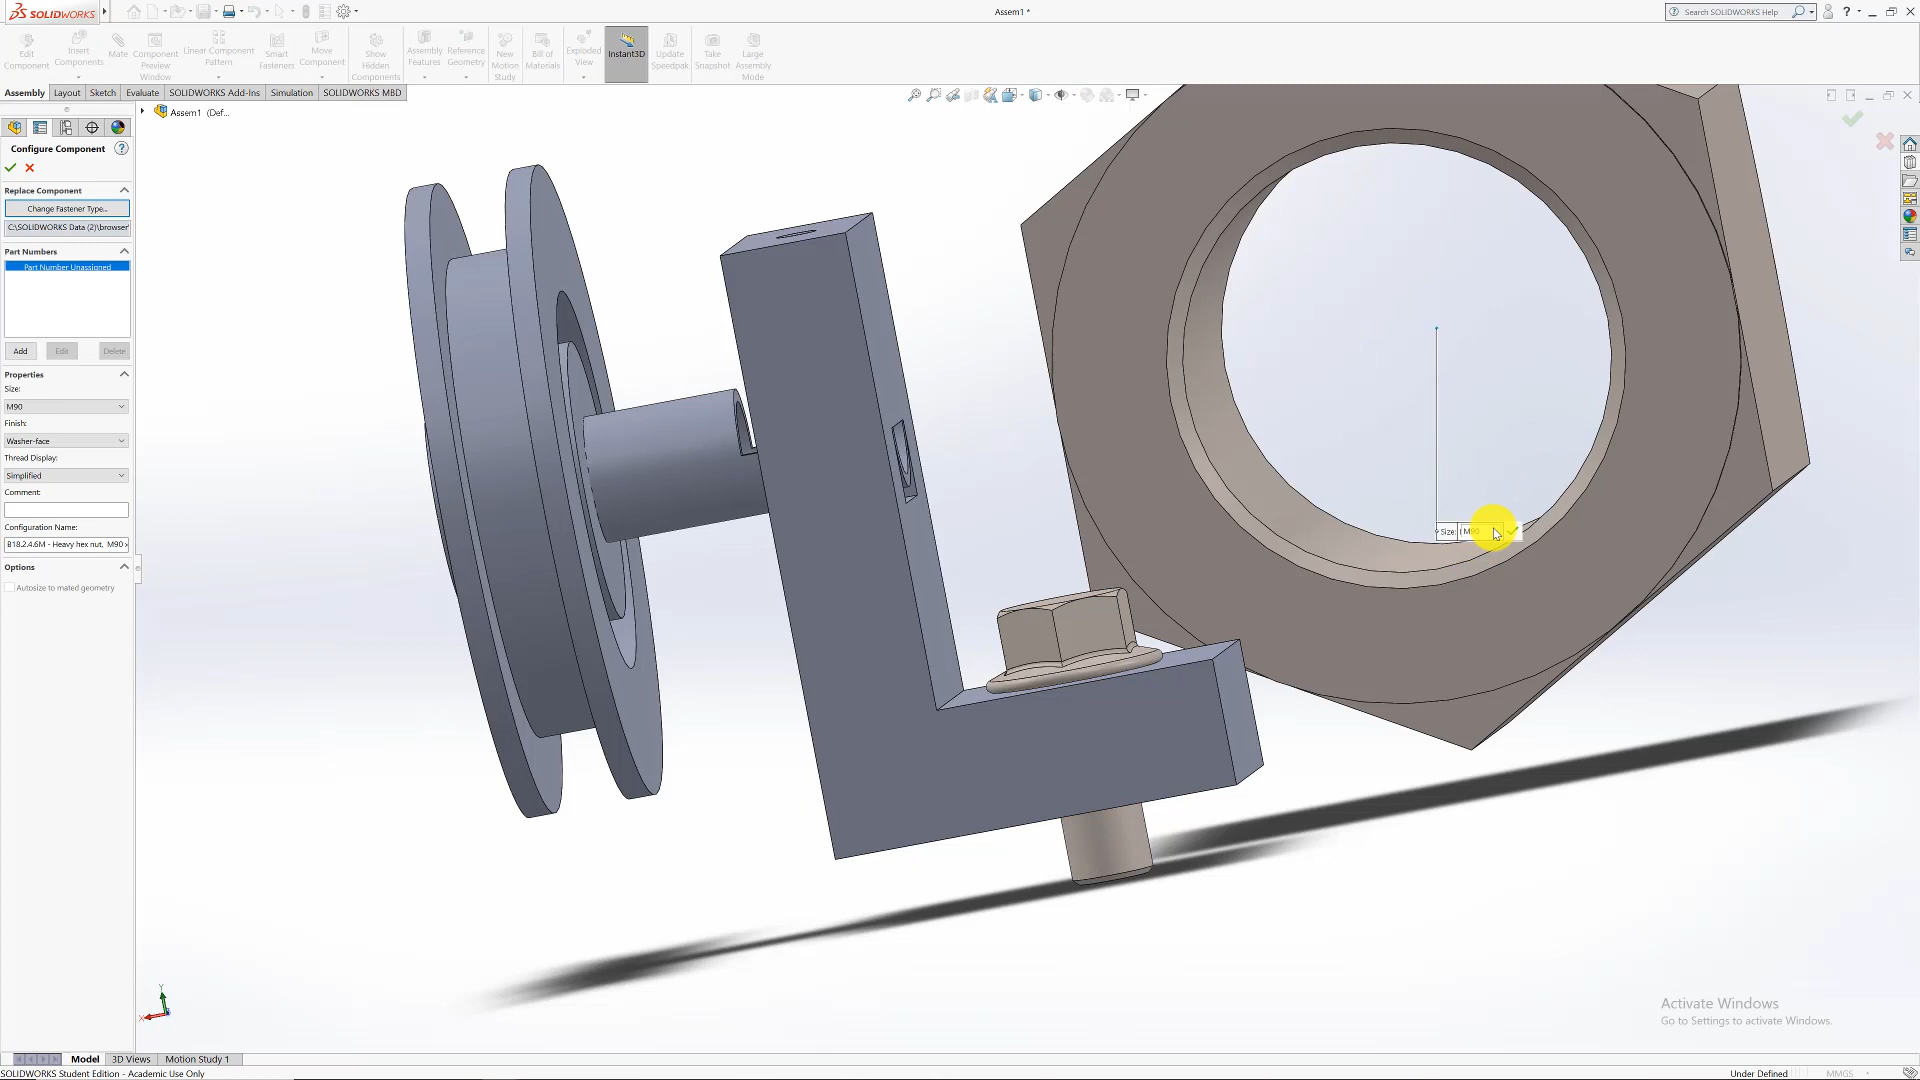 SOLIDWORKS
Assem1 *
Search SOLIDWORKS Help
Edit Component
Insert Components
Mate
Component Preview Window
Linear Component Pattern
Smart Fasteners
Move Component
Show Hidden Components
Assembly Features
Reference Geometry
New Motion Study
Bill of Materials
Exploded View
Instant3D
Update Speedpak
Take Snapshot
Large Assembly Mode
Assembly
Layout
Sketch
Evaluate
SOLIDWORKS Add-Ins
Simulation
SOLIDWORKS MBD
Assem1 (Def...
Configure Component
Replace Component
Change Fastener Type...
C:\SOLIDWORKS Data (2)\browser
Part Numbers
Part Number Unassigned
Add
Edit
Delete
Properties
Size:
M90
Finish:
Washer-face
Thread Display:
Simplified
Comment:
Configuration Name:
B18.2.4.6M - Heavy hex nut, M90 x
Options
Autosize to mated geometry
Size:
M90
Y
X
Activate Windows
Go to Settings to activate Windows.
Model
3D Views
Motion Study 1
SOLIDWORKS Student Edition - Academic Use Only
Under Defined
MMGS